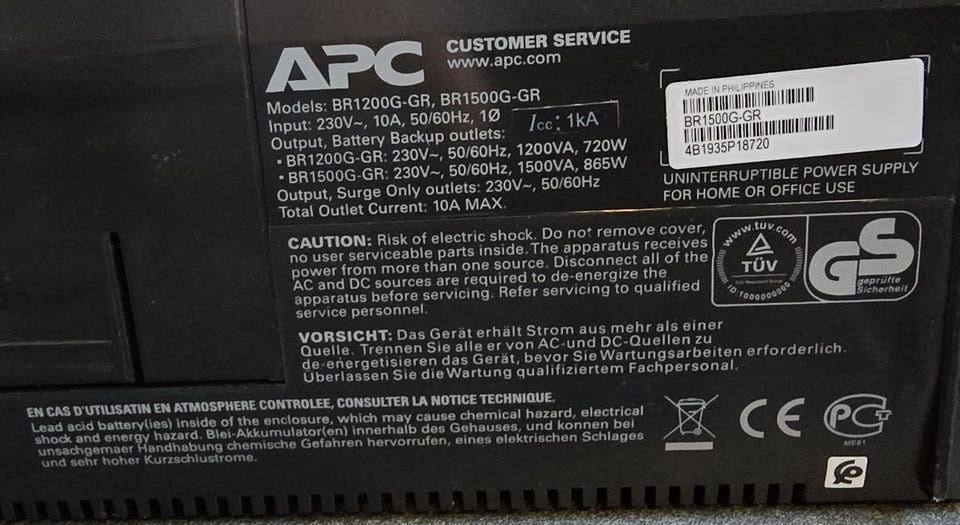 APC
CUSTOMER SERVICE
www.apc.com
Models: BR1200G-GR, BR1500G-GR
Input: 230V~, 10A, 50/60Hz, 1Ø
Icc: 1kA
Output, Battery Backup outlets:
• BR1200G-GR: 230V~, 50/60Hz, 1200VA, 720W
• BR1500G-GR: 230V~, 50/60Hz, 1500VA, 865W
Output, Surge Only outlets: 230V~, 50/60Hz
Total Outlet Current: 10A MAX.
MADE IN PHILIPPINES
BR1500G-GR
4B1935P18720
UNINTERRUPTIBLE POWER SUPPLY
FOR HOME OR OFFICE USE
CAUTION: Risk of electric shock. Do not remove cover,
no user serviceable parts inside. The apparatus receives
power from more than one source. Disconnect all of the
AC and DC sources are required to de-energize the
apparatus before servicing. Refer servicing to qualified
service personnel.
www.tuv.com
TÜV
ID:1000000000
GS
geprüfte
Sicherheit
VORSICHT: Das Gerät erhält Strom aus mehr als einer
Quelle. Trennen Sie alle er von AC-und DC-Quellen zu
de-energetisieren das Gerät, bevor Sie Wartungsarbeiten erforderlich.
Überlassen Sie die Wartung qualifiziertem Fachpersonal.
EN CAS D'UTILISATIN EN ATMOSPHERE CONTROLEE, CONSULTER LA NOTICE TECHNIQUE.
Lead acid battery(ies) inside of the enclosure, which may cause chemical hazard, electrical
shock and energy hazard. Blei-Akkumulator(en) innerhalb des Gehauses, und konnen bei
unsachgemaer Handhabung chemische Gefahren hervorrufen, eines elektrischen Schlages
und sehr hoher Kurzschlustrome.
CE
PCT
ME61